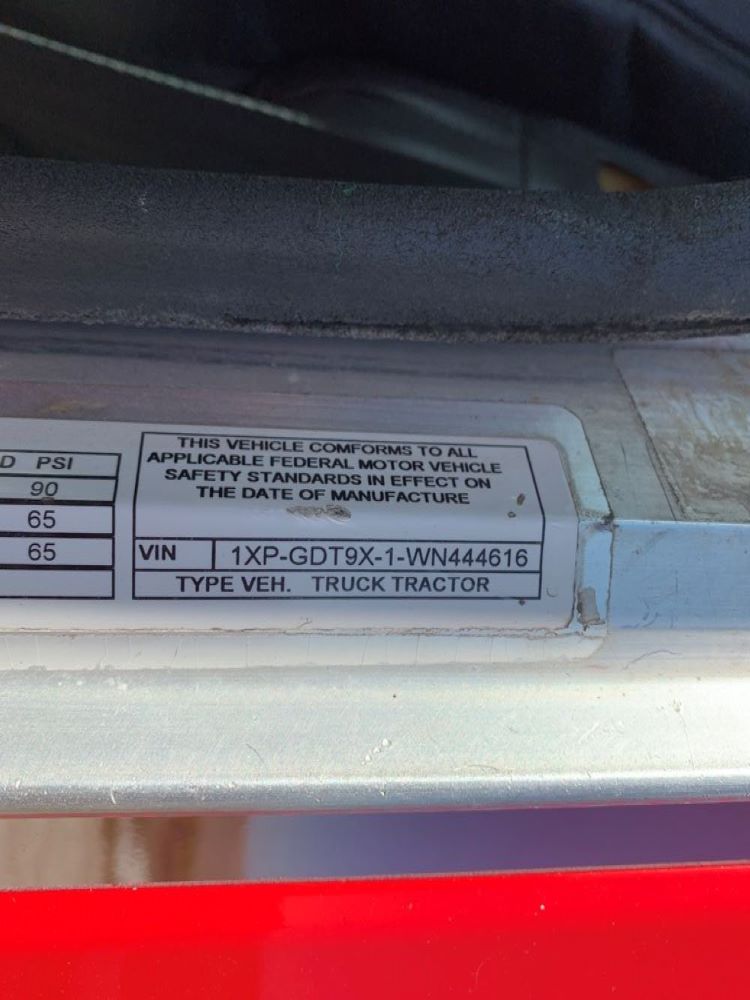 THIS VEHICLE COMFORMS TO ALL
APPLICABLE FEDERAL MOTOR VEHICLE
SAFETY STANDARDS IN EFFECT ON
THE DATE OF MANUFACTURE
D PSI
90
65
65
VIN 1XP-GDT9X-1-WN444616
TYPE VEH. TRUCK TRACTOR